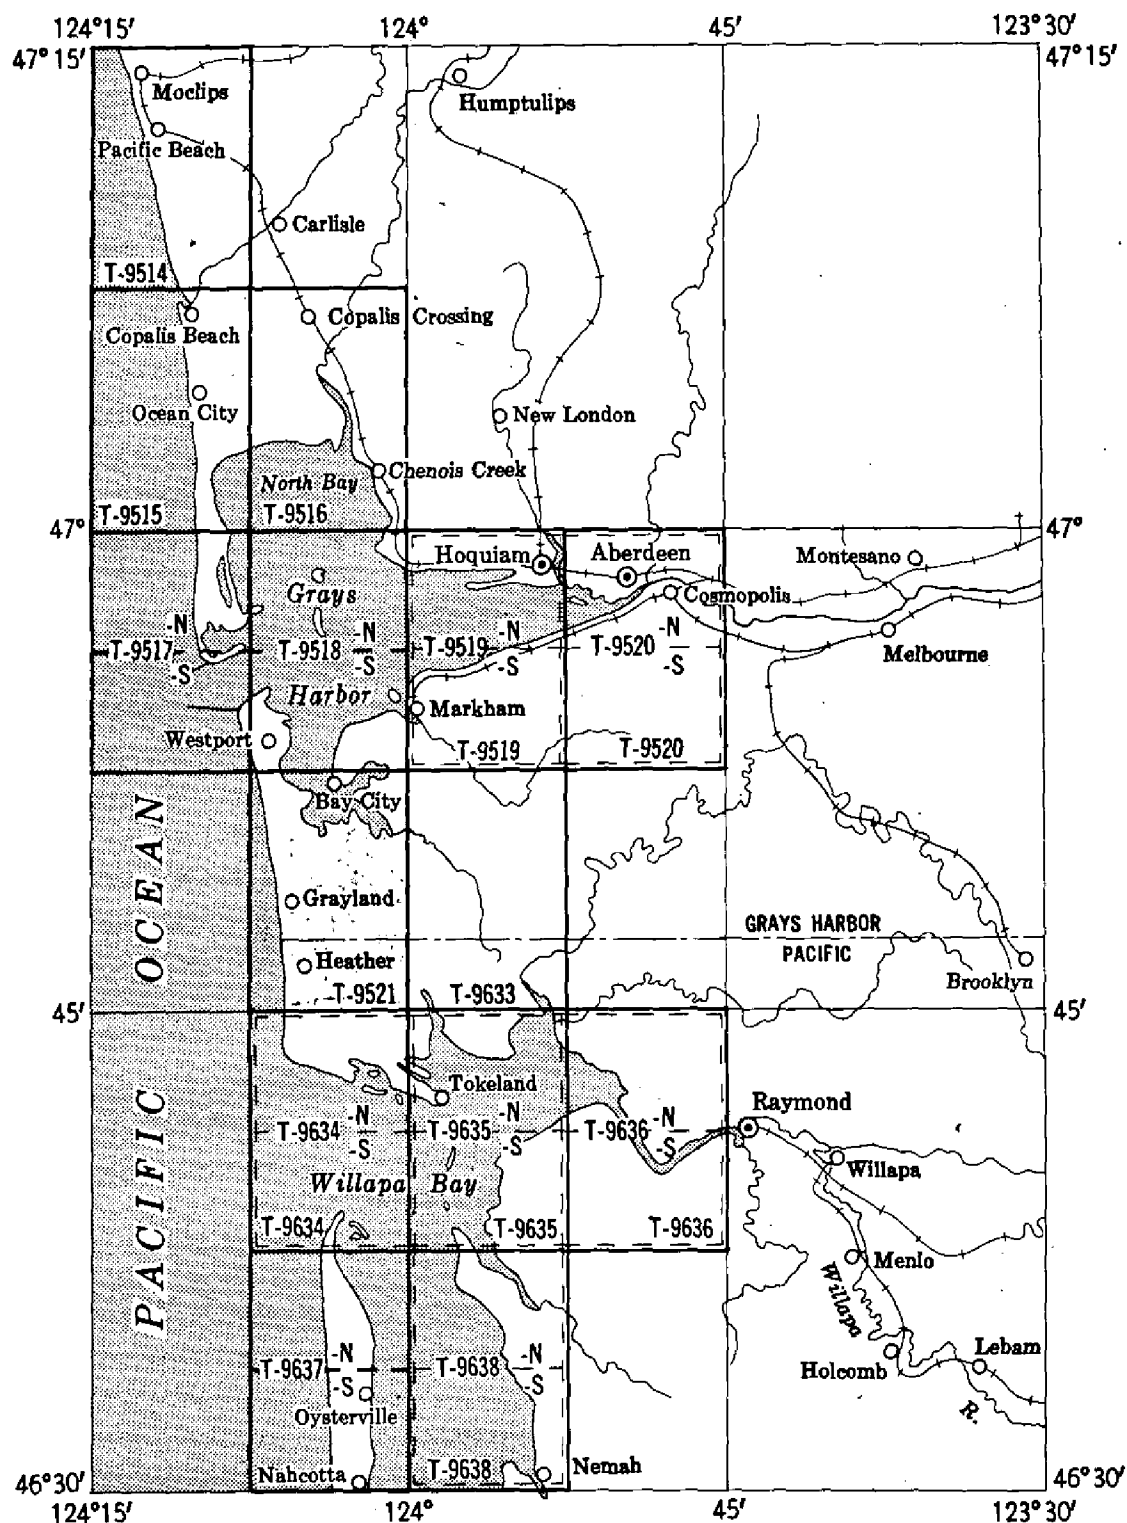 124°15' 124° 45' 123°30'
47°15' 47°15'
Moclips
Humptulips
Pacific Beach
Carlisle
T-9514
Copalis Beach
Copalis Crossing
Ocean City
New London
Chenois Creek
North Bay
T-9515 T-9516
47° 47°
Hoquiam Aberdeen Montesano
Grays
Cosmopolis
-N -N -N -N
T-9517 T-9518 T-9519 T-9520
-S -S -S -S
Melbourne
Harbor
Markham
Westport
T-9519 T-9520
Bay City
PACIFIC OCEAN
Grayland
GRAYS HARBOR
PACIFIC
Heather
Brooklyn
T-9521 T-9633
45' 45'
Tokeland
Raymond
-N -N -N
T-9634 T-9635 T-9636
-S -S -S
Willapa
Willapa Bay
T-9634 T-9635 T-9636
Menlo
Willapa R.
-N -N
T-9637 T-9638
-S -S
Holcomb
Lebam
Oysterville
Nahcotta
T-9638
Nemah
46°30' 46°30'
124°15' 124° 45' 123°30'